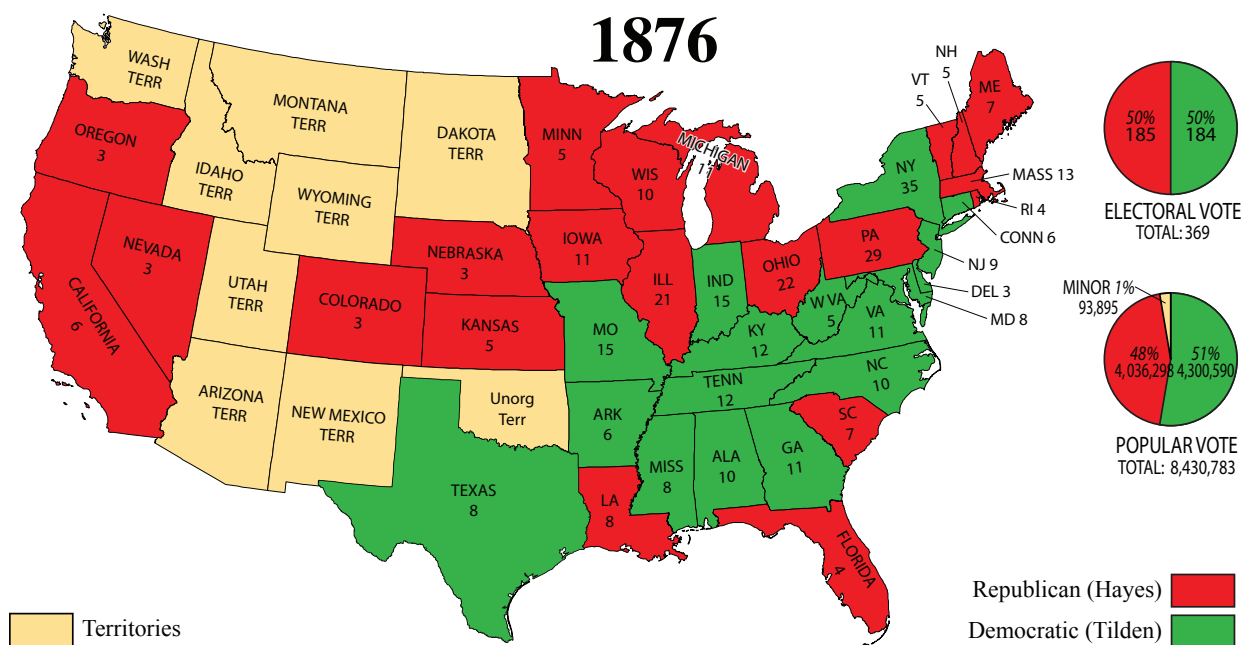 1876
WASH
TERR
OREGON
3
CALIFORNIA
6
NEVADA
3
IDAHO
TERR
MONTANA
TERR
WYOMING
TERR
UTAH
TERR
ARIZONA
TERR
COLORADO
3
NEW MEXICO
TERR
DAKOTA
TERR
NEBRASKA
3
KANSAS
5
Unorg
Terr
TEXAS
8
MINN
5
IOWA
11
MO
15
ARK
6
LA
8
WIS
10
ILL
21
MICHIGAN
11
IND
15
OHIO
22
KY
12
TENN
12
MISS
8
ALA
10
GA
11
FLORIDA
4
SC
7
NC
10
VA
11
W VA
5
PA
29
NY
35
VT
5
NH
5
ME
7
MASS 13
RI 4
CONN 6
NJ 9
DEL 3
MD 8
50%
185
50%
184
ELECTORAL VOTE
TOTAL: 369
MINOR 1%
93,895
48%
4,036,298
51%
4,300,590
POPULAR VOTE
TOTAL: 8,430,783
Territories
Republican (Hayes)
Democratic (Tilden)